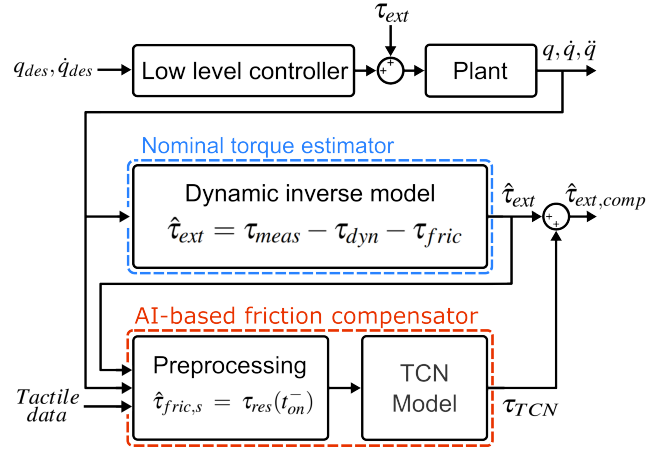 τ_ext
q_des, q̇_des
Low level controller
+
+
Plant
q, q̇, q̈
Nominal torque estimator
Dynamic inverse model
τ̂_ext = τ_meas − τ_dyn − τ_fric
τ̂_ext
τ̂_ext,comp
+
+
AI-based friction compensator
Preprocessing
τ̂_fric,s = τ_res(t_on^−)
TCN
Model
τ_TCN
Tactile
data